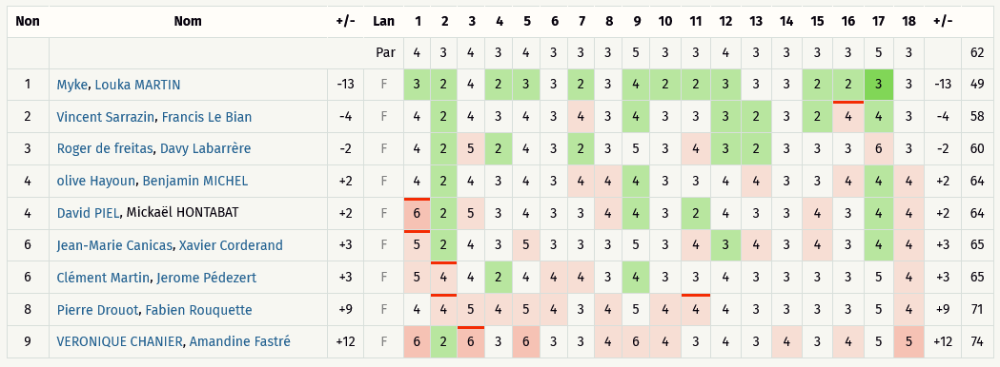 Non Nom +/- Lan 1 2 3 4 5 6 7 8 9 10 11 12 13 14 15 16 17 18 +/-
Par 4 3 4 3 4 3 3 3 5 3 3 4 3 3 3 3 5 3 62
1 Myke, Louka MARTIN -13 F 3 2 4 2 3 3 2 3 4 2 2 3 3 3 2 2 3 3 -13 49
2 Vincent Sarrazin, Francis Le Bian -4 F 4 2 4 3 4 3 4 3 4 3 3 3 2 3 2 4 4 3 -4 58
3 Roger de freitas, Davy Labarrère -2 F 4 2 5 2 4 3 2 3 5 3 4 3 2 3 3 3 6 3 -2 60
4 olive Hayoun, Benjamin MICHEL +2 F 4 2 4 3 4 3 4 4 4 3 3 4 4 3 3 4 4 4 +2 64
4 David PIEL, Mickaël HONTABAT +2 F 6 2 5 3 4 3 3 4 4 3 2 4 3 3 4 3 4 4 +2 64
6 Jean-Marie Canicas, Xavier Corderand +3 F 5 2 4 3 5 3 3 3 5 3 4 3 4 3 4 3 4 4 +3 65
6 Clément Martin, Jerome Pédezert +3 F 5 4 4 2 4 4 4 3 4 3 3 4 3 3 3 3 5 4 +3 65
8 Pierre Drouot, Fabien Rouquette +9 F 4 4 5 4 5 4 3 4 5 4 4 4 3 3 3 3 5 4 +9 71
9 VERONIQUE CHANIER, Amandine Fastré +12 F 6 2 6 3 6 3 3 4 6 4 3 4 3 4 3 4 5 5 +12 74